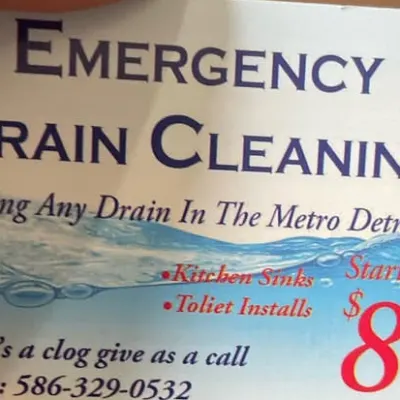 EMERGENCY
RAIN CLEANIN
ng Any Drain In The Metro Detr
•Kitchen Sinks
Star
•Toliet Installs
$8
's a clog give as a call
: 586-329-0532